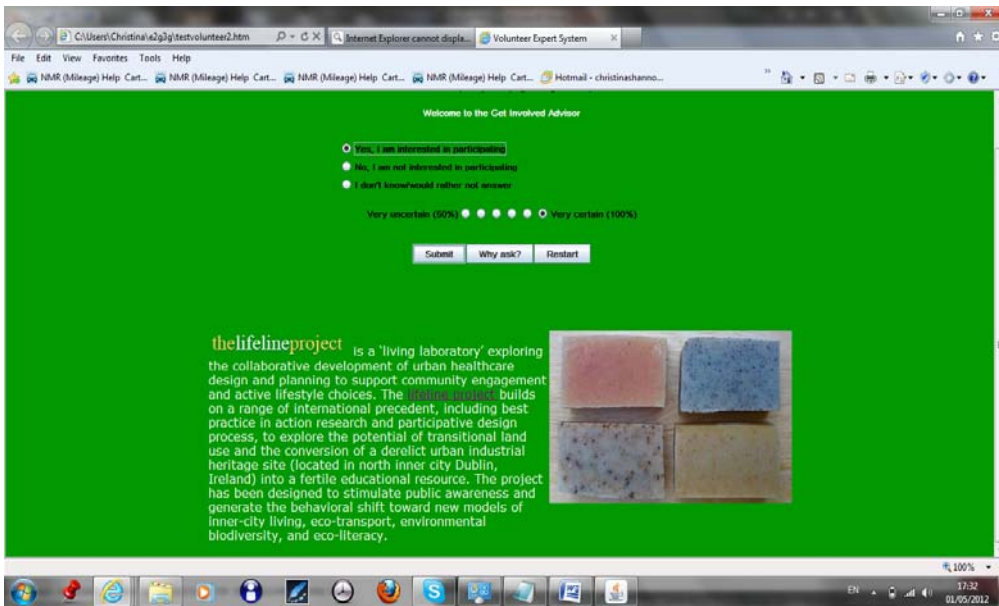 C:\Users\Christina\e2g3g\testvolunteer2.htm
Internet Explorer cannot displa...
Volunteer Expert System
File Edit View Favorites Tools Help
NMR (Mileage) Help Cart... NMR (Mileage) Help Cart... NMR (Mileage) Help Cart... NMR (Mileage) Help Cart... Hotmail - christinashanno...
Welcome to the Get Involved Advisor
Yes, I am interested in participating
No, I am not interested in participating
I don't know/would rather not answer
Very uncertain (50%) Very certain (100%)
Submit Why ask? Restart
thelifelineproject is a 'living laboratory' exploring
the collaborative development of urban healthcare
design and planning to support community engagement
and active lifestyle choices. The lifeline project builds
on a range of international precedent, including best
practice in action research and participative design
process, to explore the potential of transitional land
use and the conversion of a derelict urban industrial
heritage site (located in north inner city Dublin,
Ireland) into a fertile educational resource. The project
has been designed to stimulate public awareness and
generate the behavioral shift toward new models of
inner-city living, eco-transport, environmental
biodiversity, and eco-literacy.
100%
EN
17:32
01/05/2012